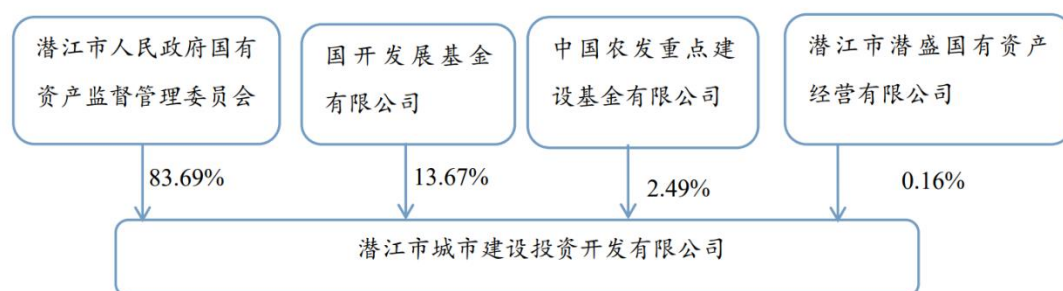 潜江市人民政府国有
资产监督管理委员会
国开发展基金
有限公司
中国农发重点建
设基金有限公司
潜江市潜盛国有资产
经营有限公司
83.69%
13.67%
2.49%
0.16%
潜江市城市建设投资开发有限公司